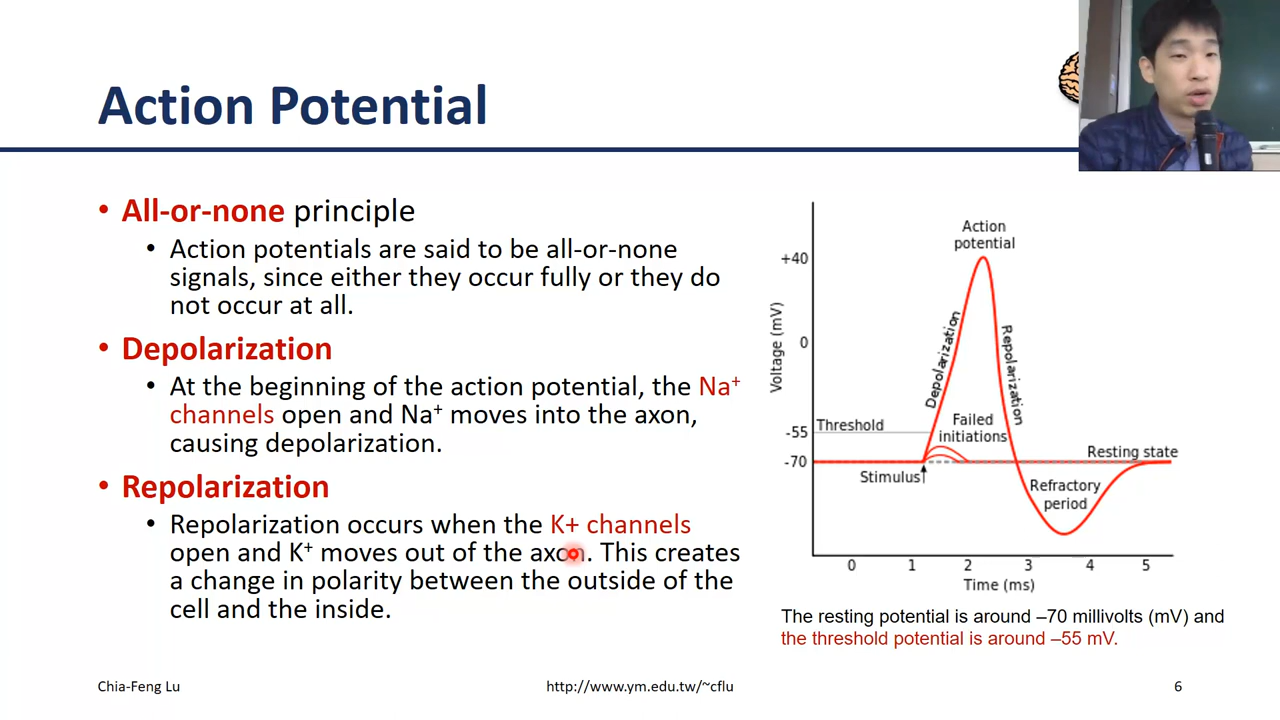 Action Potential
• All-or-none principle
• Action potentials are said to be all-or-none
signals, since either they occur fully or they do
not occur at all.
• Depolarization
• At the beginning of the action potential, the Na⁺
channels open and Na⁺ moves into the axon,
causing depolarization.
• Repolarization
• Repolarization occurs when the K+ channels
open and K⁺ moves out of the axon. This creates
a change in polarity between the outside of the
cell and the inside.
Action
potential
+40
Voltage (mV)
0
Depolarization
Repolarization
Failed
initiations
Threshold
-55
-70
Resting state
Stimulus
Refractory
period
0 1 2 3 4 5
Time (ms)
The resting potential is around –70 millivolts (mV) and
the threshold potential is around –55 mV.
Chia-Feng Lu
http://www.ym.edu.tw/~cflu
6